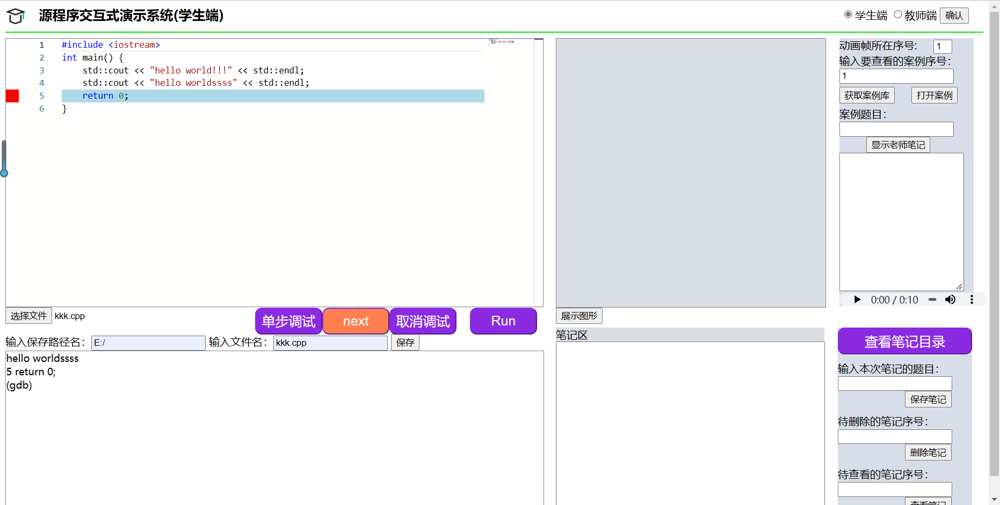 源程序交互式演示系统(学生端)
学生端 教师端 确认
1 #include <iostream>
2 int main() {
3 std::cout << "hello world!!!" << std::endl;
4 std::cout << "hello worldssss" << std::endl;
5 return 0;
6 }
选择文件 kkk.cpp
单步调试 next 取消调试 Run
输入保存路径名: E:/ 输入文件名: kkk.cpp 保存
hello worldssss
5 return 0;
(gdb)
展示图形
笔记区
动画帧所在序号: 1
输入要查看的案例序号:
1
获取案例库 打开案例
案例题目:
显示老师笔记
0:00 / 0:10
查看笔记目录
输入本次笔记的题目:
保存笔记
待删除的笔记序号:
删除笔记
待查看的笔记序号:
查看笔记